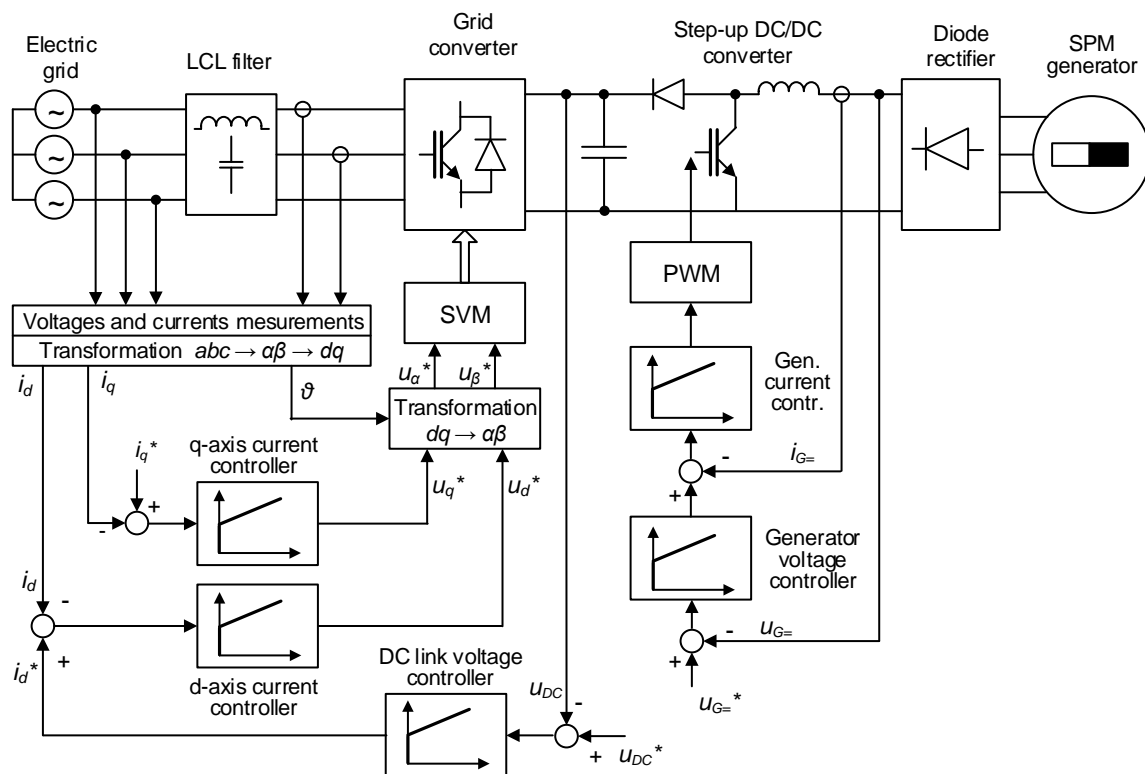 Electric
grid
LCL filter
Grid
converter
Step-up DC/DC
converter
Diode
rectifier
SPM
generator
~
~
~
Voltages and currents mesurements
Transformation abc → αβ → dq
SVM
PWM
i_d
i_q
ϑ
u_α*
u_β*
Transformation
dq → αβ
Gen.
current
contr.
i_q*
q-axis current
controller
u_q*
u_d*
-
i_G=
+
-
+
Generator
voltage
controller
i_d
-
+
i_d*
d-axis current
controller
DC link voltage
controller
u_DC
-
+
u_DC*
-
u_G=
+
u_G=*